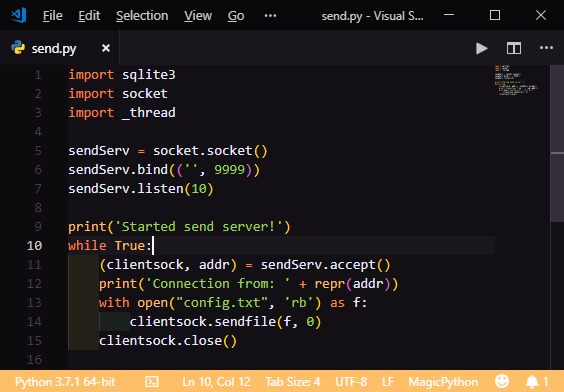 File Edit Selection View Go ··· send.py - Visual S...
send.py
1 import sqlite3
2 import socket
3 import _thread
4
5 sendServ = socket.socket()
6 sendServ.bind(('', 9999))
7 sendServ.listen(10)
8
9 print('Started send server!')
10 while True:
11     (clientsock, addr) = sendServ.accept()
12     print('Connection from: ' + repr(addr))
13     with open("config.txt", 'rb') as f:
14         clientsock.sendfile(f, 0)
15     clientsock.close()
16
Python 3.7.1 64-bit Ln 10, Col 12 Tab Size: 4 UTF-8 LF MagicPython 1